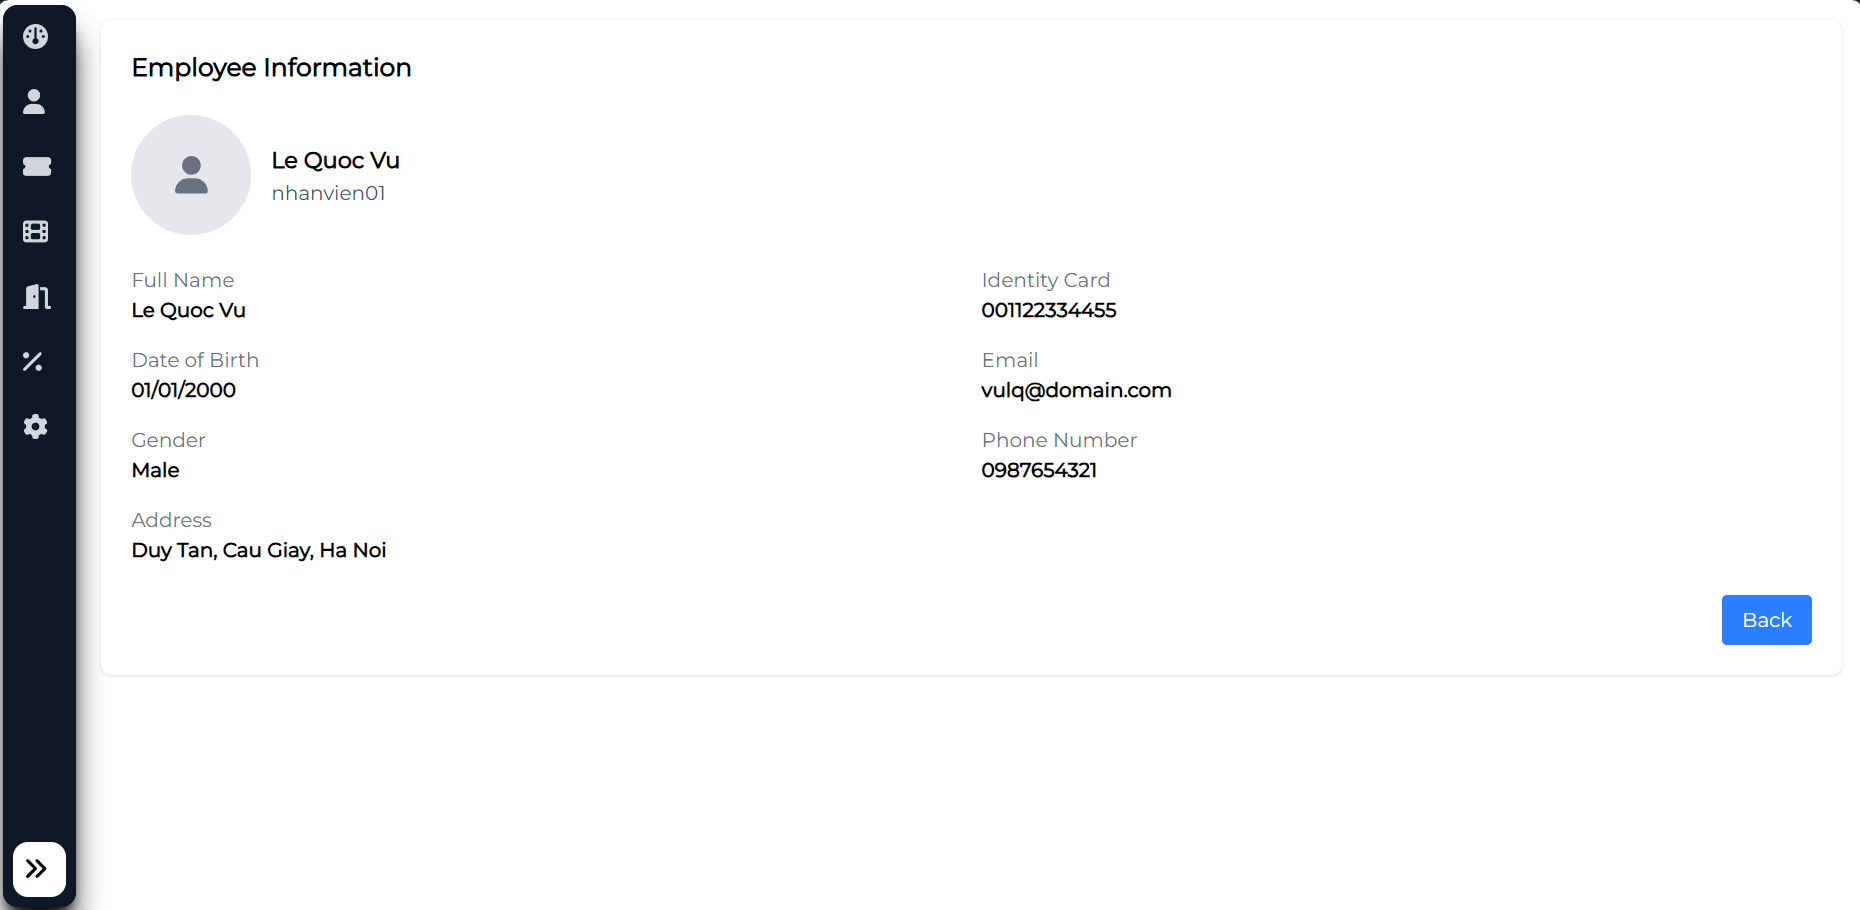 Employee Information
Le Quoc Vu
nhanvien01
Full Name
Le Quoc Vu
Identity Card
001122334455
Date of Birth
01/01/2000
Email
vulq@domain.com
Gender
Male
Phone Number
0987654321
Address
Duy Tan, Cau Giay, Ha Noi
Back